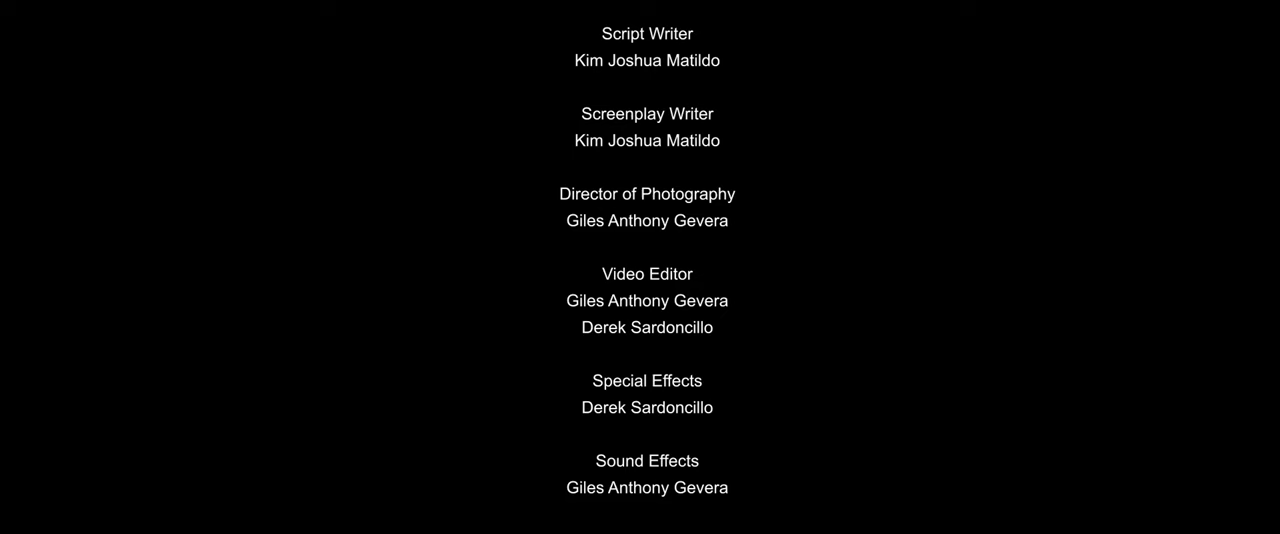 Script Writer
Kim Joshua Matildo
Screenplay Writer
Kim Joshua Matildo
Director of Photography
Giles Anthony Gevera
Video Editor
Giles Anthony Gevera
Derek Sardoncillo
Special Effects
Derek Sardoncillo
Sound Effects
Giles Anthony Gevera